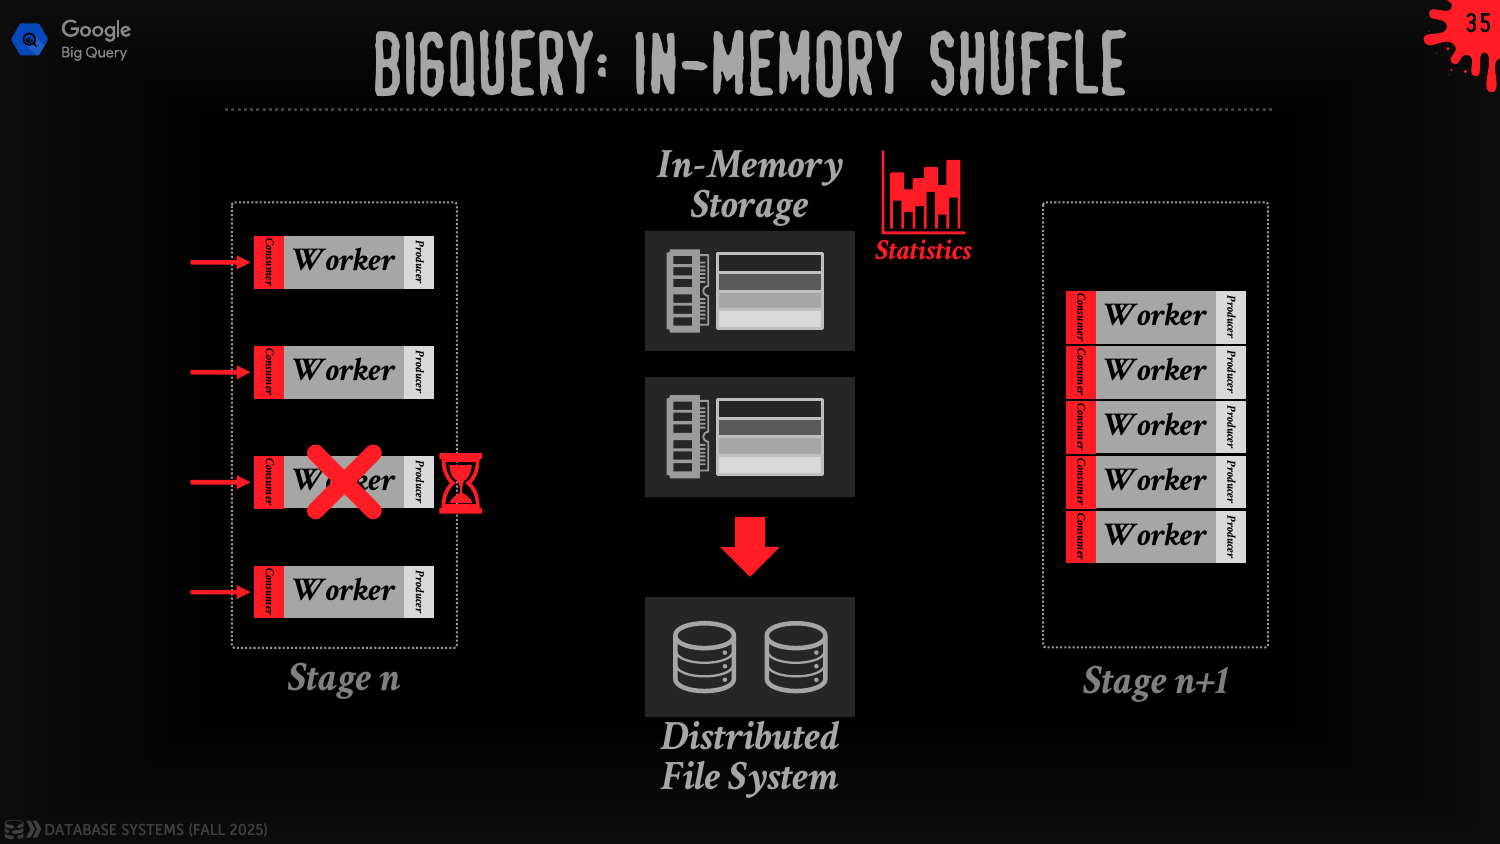 Google
Big Query
BIGQUERY: IN-MEMORY SHUFFLE
35
In-Memory
Storage
Statistics
Consumer
Worker
Producer
Consumer
Worker
Producer
Consumer
W ker
Producer
Consumer
Worker
Producer
Stage n
Distributed
File System
Consumer
Worker
Producer
Consumer
Worker
Producer
Consumer
Worker
Producer
Consumer
Worker
Producer
Consumer
Worker
Producer
Stage n+1
DATABASE SYSTEMS (FALL 2025)